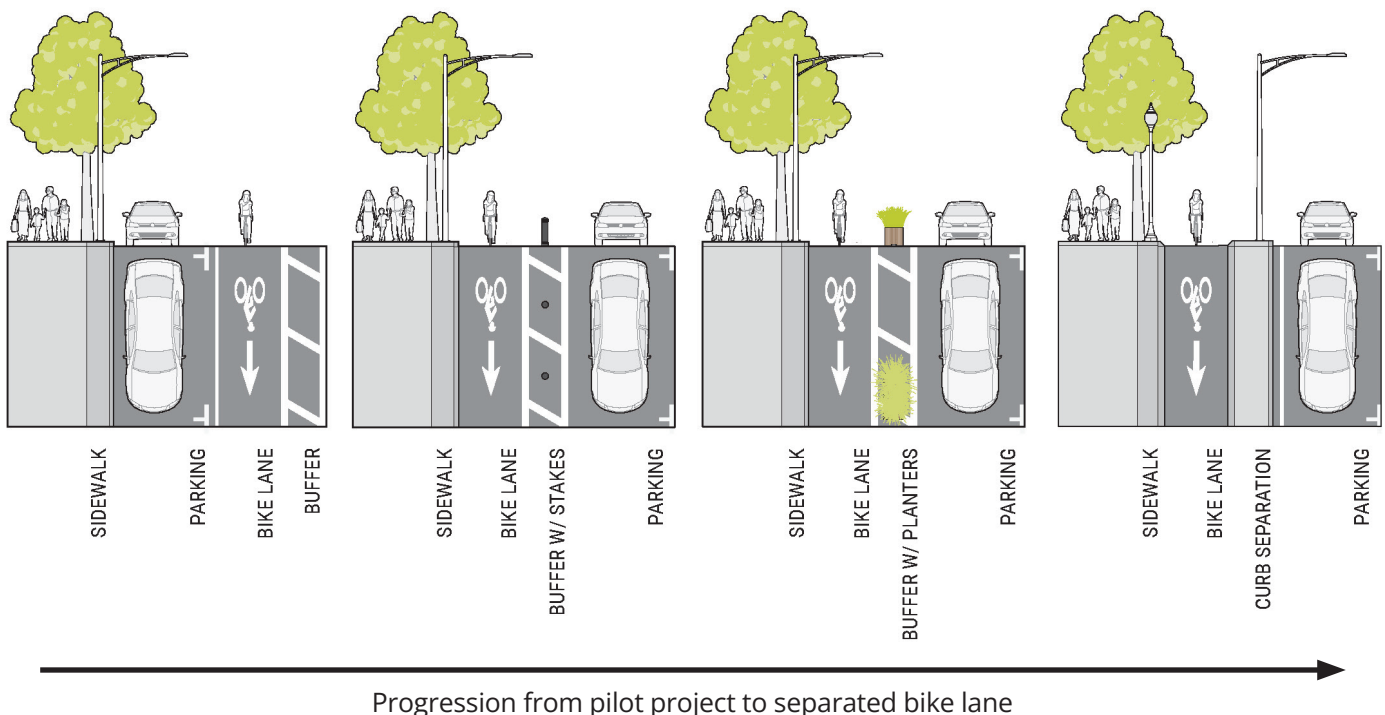 SIDEWALK
PARKING
BIKE LANE
BUFFER
SIDEWALK
BIKE LANE
BUFFER W/ STAKES
PARKING
SIDEWALK
BIKE LANE
BUFFER W/ PLANTERS
PARKING
SIDEWALK
BIKE LANE
CURB SEPARATION
PARKING
Progression from pilot project to separated bike lane